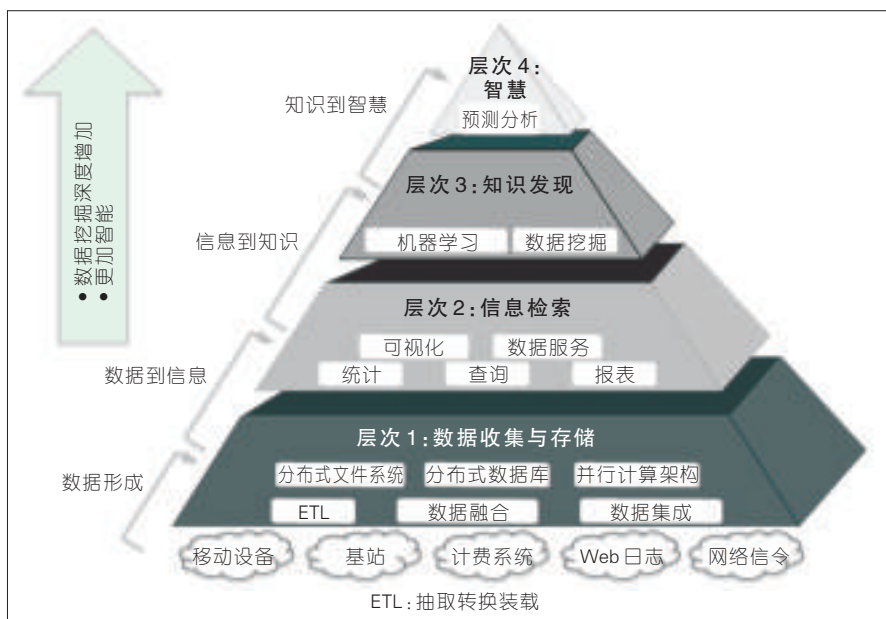 层次4：
智慧
预测分析
知识到智慧
层次3：知识发现
机器学习 数据挖掘
信息到知识
层次2：信息检索
可视化 数据服务
统计 查询 报表
数据到信息
层次1：数据收集与存储
分布式文件系统 分布式数据库 并行计算架构
ETL 数据融合 数据集成
数据形成
移动设备 基站 计费系统 Web日志 网络信令
ETL：抽取转换装载
•数据挖掘深度增加
•更加智能